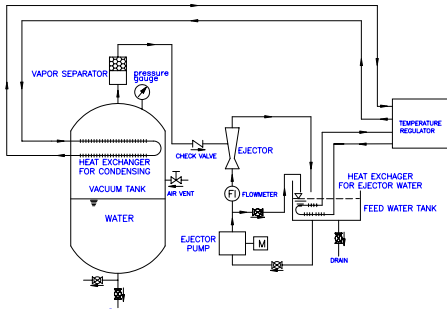 VAPOR SEPARATOR
pressure
gauge
HEAT EXCHANGER
FOR CONDENSING
VACUUM TANK
WATER
AIR VENT
CHECK VALVE
EJECTOR
FI
FLOWMETER
EJECTOR
PUMP
M
TEMPERATURE
REGULATOR
HEAT EXCHAGER
FOR EJECTOR WATER
FEED WATER TANK
DRAIN